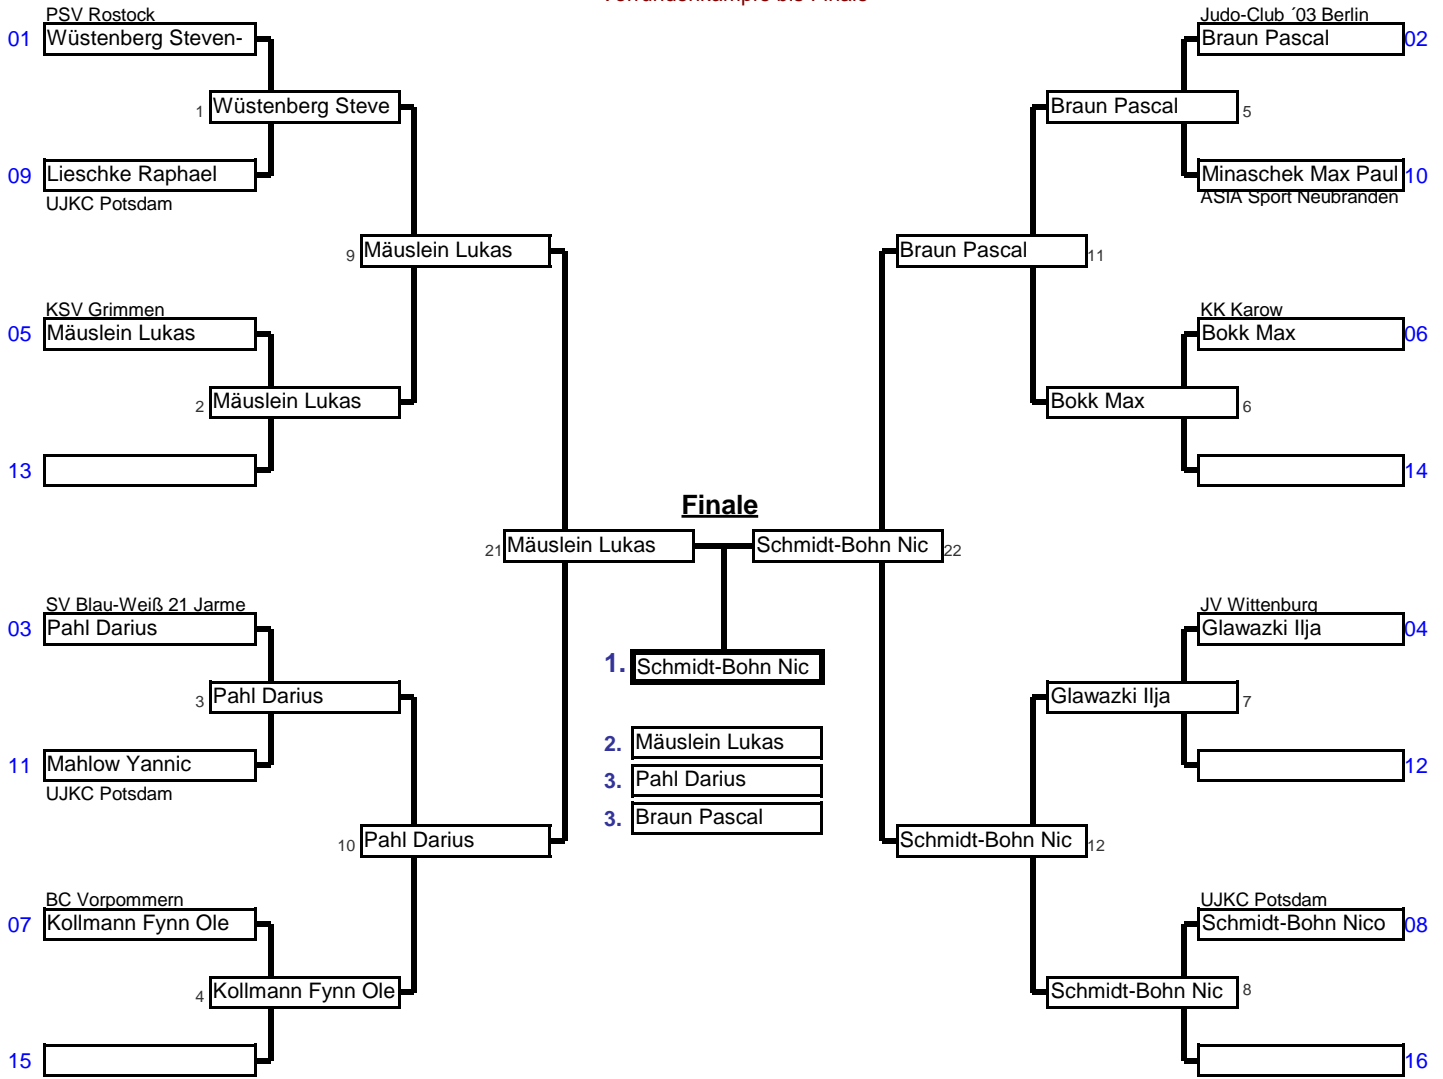 Vorrundenkämpfe bis Finale
PSV Rostock
01 Wüstenberg Steven-
1 Wüstenberg Steve
09 Lieschke Raphael
UJKC Potsdam
9 Mäuslein Lukas
KSV Grimmen
05 Mäuslein Lukas
2 Mäuslein Lukas
13
21 Mäuslein Lukas
SV Blau-Weiß 21 Jarme
03 Pahl Darius
3 Pahl Darius
11 Mahlow Yannic
UJKC Potsdam
10 Pahl Darius
BC Vorpommern
07 Kollmann Fynn Ole
4 Kollmann Fynn Ole
15
Finale
1. Schmidt-Bohn Nic
2. Mäuslein Lukas
3. Pahl Darius
3. Braun Pascal
Judo-Club ´03 Berlin
Braun Pascal 02
Braun Pascal 5
Minaschek Max Paul 10
ASIA Sport Neubranden
Braun Pascal 11
KK Karow
Bokk Max 06
Bokk Max 6
14
Schmidt-Bohn Nic 22
JV Wittenburg
Glawazki Ilja 04
Glawazki Ilja 7
12
Schmidt-Bohn Nic 12
UJKC Potsdam
Schmidt-Bohn Nico 08
Schmidt-Bohn Nic 8
16